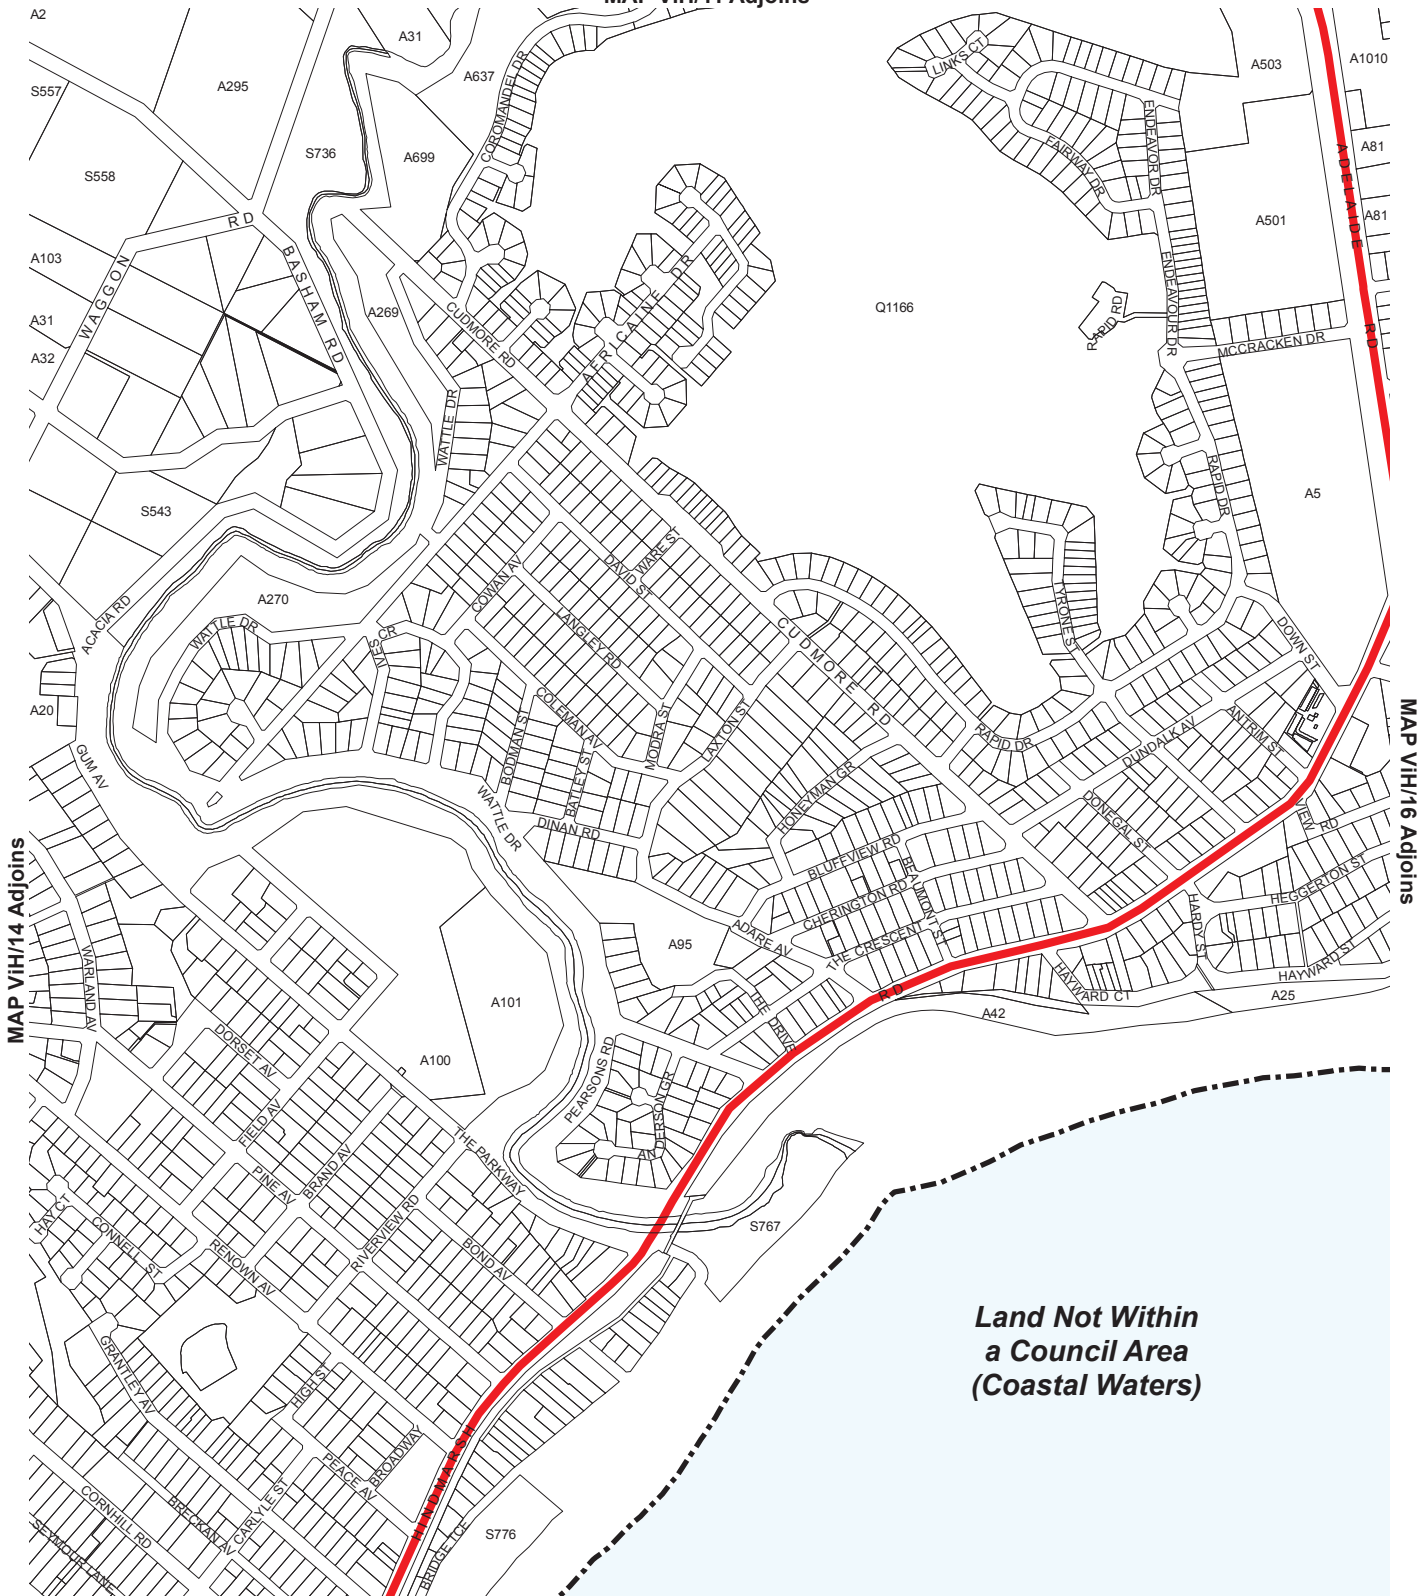 MAP ViH/11 Adjoins
A2
A31
A637
COROMANDEL DR
LINKS CT
A503
A1010
S557
A295
S736
A699
ENDEAVOR DR
FAIRWAY DR
ADELAIDE RD
A81
S558
A81
RD
A501
A103
WAGGON
BASHAM RD
A269
CUDMORE RD
AFRICAINE DR
ENDEAVOUR DR
Q1166
RAPID RD
A31
A32
MCCRACKEN DR
WATTLE DR
RAPID DR
A5
S543
WARE ST
DAVID ST
COWAN AV
LANGLEY RD
TYRONE ST
A270
ACACIA RD
WATTLE DR
IVES CR
CUDMORE RD
DOWN ST
A20
COLEMAN AV
BODMAN ST
BATLEY ST
MODRA ST
LAXTON ST
RAPID DR
DUNDALK AV
ANTRIM ST
GUM AV
WATTLE DR
DINAN RD
HONEYMAN GR
DONEGAL ST
VIEW RD
MAP ViH/14 Adjoins
MAP ViH/16 Adjoins
BLUFFVIEW RD
BEAUMONT ST
CHERINGTON RD
HEGGERTON ST
HARDY ST
ADARE AV
THE CRESCENT
WARLAND AV
A95
HAYWARD ST
HAYWARD CT
A25
A101
RD
A42
THE DRIVE
DORSET AV
A100
PEARSONS RD
ANDERSON GR
FIELD AV
THE PARKWAY
BRAND AV
PINE AV
RIVERVIEW RD
HAY CT
CONNELL ST
RENOWN AV
BOND AV
S767
Land Not Within
a Council Area
(Coastal Waters)
GRANTLEY AV
HIGH ST
BROADWAY
PEACE AV
HINDMARSH
CARLYLE ST
CORNHILL RD
BRECKAN AV
SEYMOUR LANE
BRIDGE TCE
S776